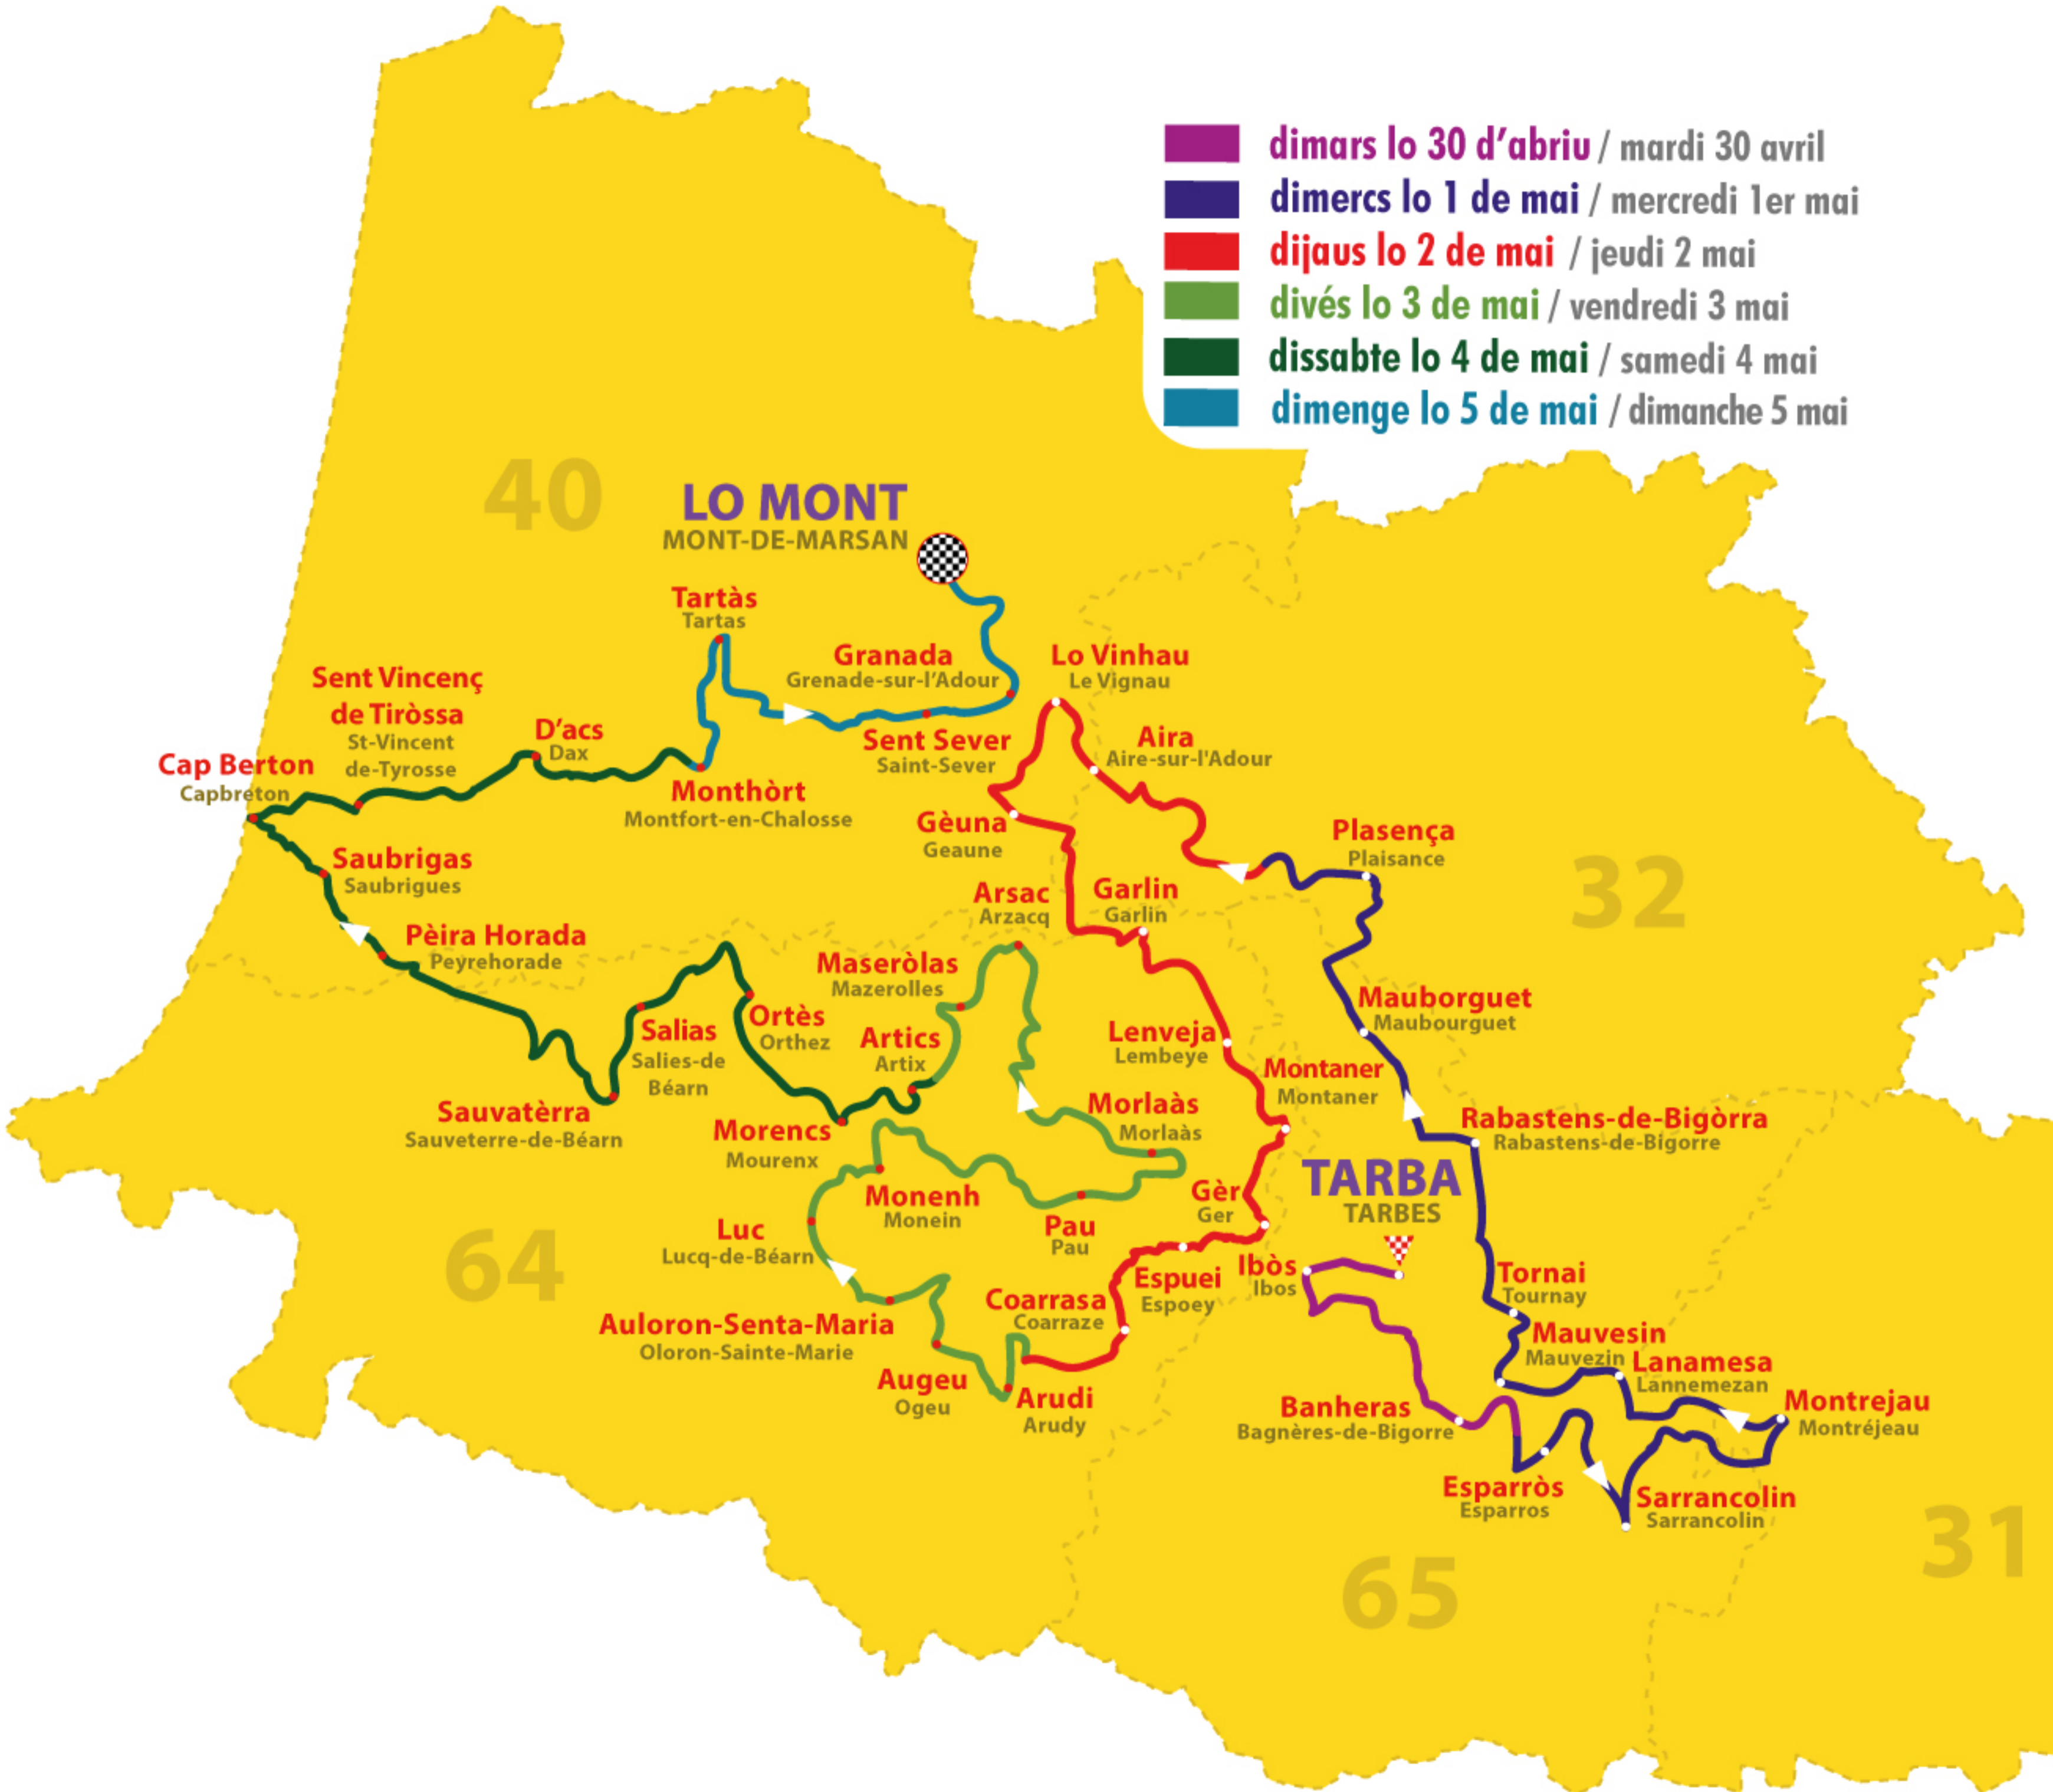 dimars lo 30 d'abriu / mardi 30 avril
dimercs lo 1 de mai / mercredi 1er mai
dijaus lo 2 de mai / jeudi 2 mai
divés lo 3 de mai / vendredi 3 mai
dissabte lo 4 de mai / samedi 4 mai
dimenge lo 5 de mai / dimanche 5 mai
40
LO MONT
MONT-DE-MARSAN
Tartàs
Tartas
Granada
Grenade-sur-l'Adour
Lo Vinhau
Le Vignau
Sent Vincenç
de Tiròssa
St-Vincent
de-Tyrosse
D'acs
Dax
Sent Sever
Saint-Sever
Aira
Aire-sur-l'Adour
Cap Berton
Capbreton
Monthòrt
Montfort-en-Chalosse
Gèuna
Geaune
Plasença
Plaisance
32
Saubrigas
Saubrigues
Arsac
Arzacq
Garlin
Garlin
Pèira Horada
Peyrehorade
Maseròlas
Mazerolles
Mauborguet
Maubourguet
Salias
Salies-de
Béarn
Ortès
Orthez
Artics
Artix
Lenveja
Lembeye
Montaner
Montaner
Sauvatèrra
Sauveterre-de-Béarn
Morencs
Mourenx
Morlaàs
Morlaàs
Rabastens-de-Bigòrra
Rabastens-de-Bigorre
TARBA
TARBES
Monenh
Monein
Gèr
Ger
64
Luc
Lucq-de-Béarn
Pau
Pau
Ibòs
Ibos
Espuei
Espoey
Tornai
Tournay
Coarrasa
Coarraze
Auloron-Senta-Maria
Oloron-Sainte-Marie
Mauvesin
Mauvezin
Lanamesa
Lannemezan
Augeu
Ogeu
Arudi
Arudy
Banheras
Bagnères-de-Bigorre
Montrejau
Montréjeau
Esparròs
Esparros
Sarrancolin
Sarrancolin
31
65